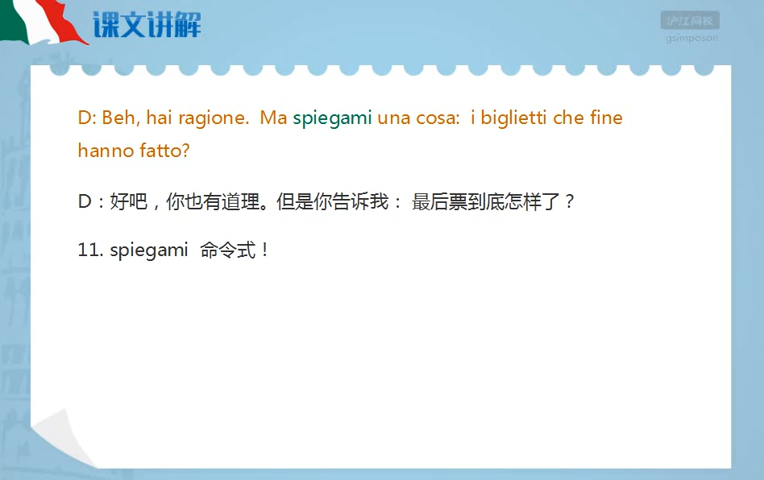 课文讲解
沪江网校
gsimposon
D: Beh, hai ragione. Ma spiegami una cosa: i biglietti che fine
hanno fatto?
D：好吧，你也有道理。但是你告诉我： 最后票到底怎样了？
11. spiegami 命令式！